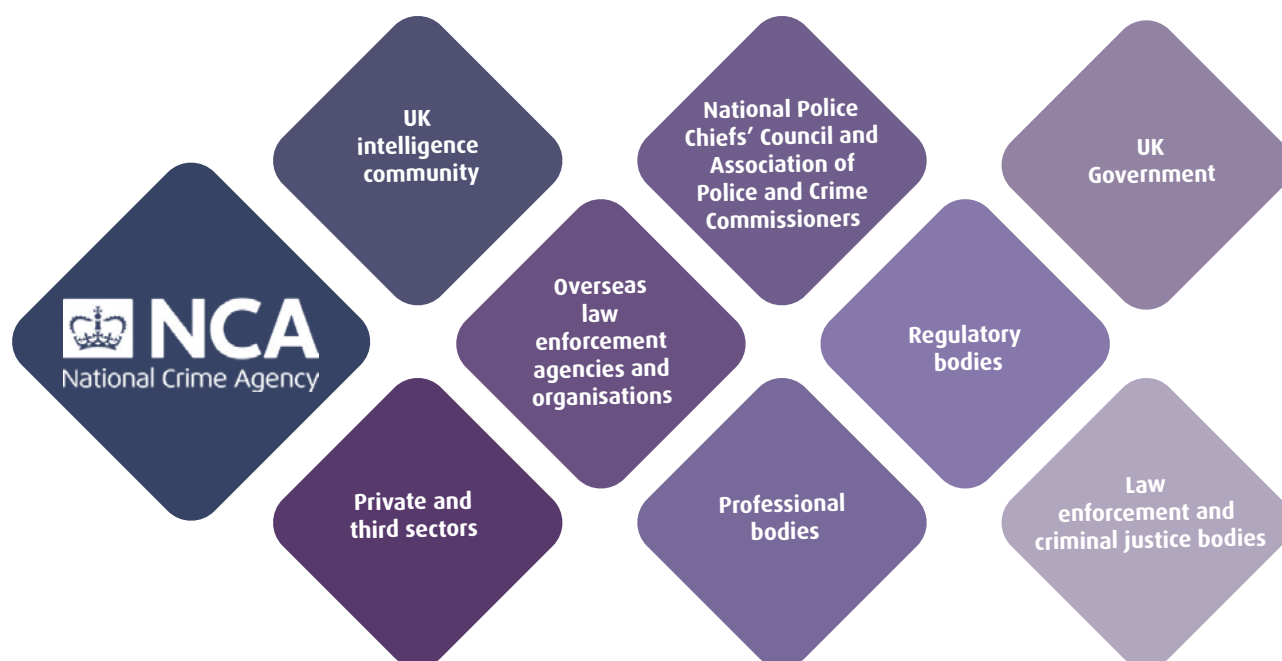 UK
intelligence
community
National Police
Chiefs’ Council and
Association of
Police and Crime
Commissioners
UK
Government
NCA
National Crime Agency
Overseas
law
enforcement
agencies and
organisations
Regulatory
bodies
Private and
third sectors
Professional
bodies
Law
enforcement and
criminal justice bodies